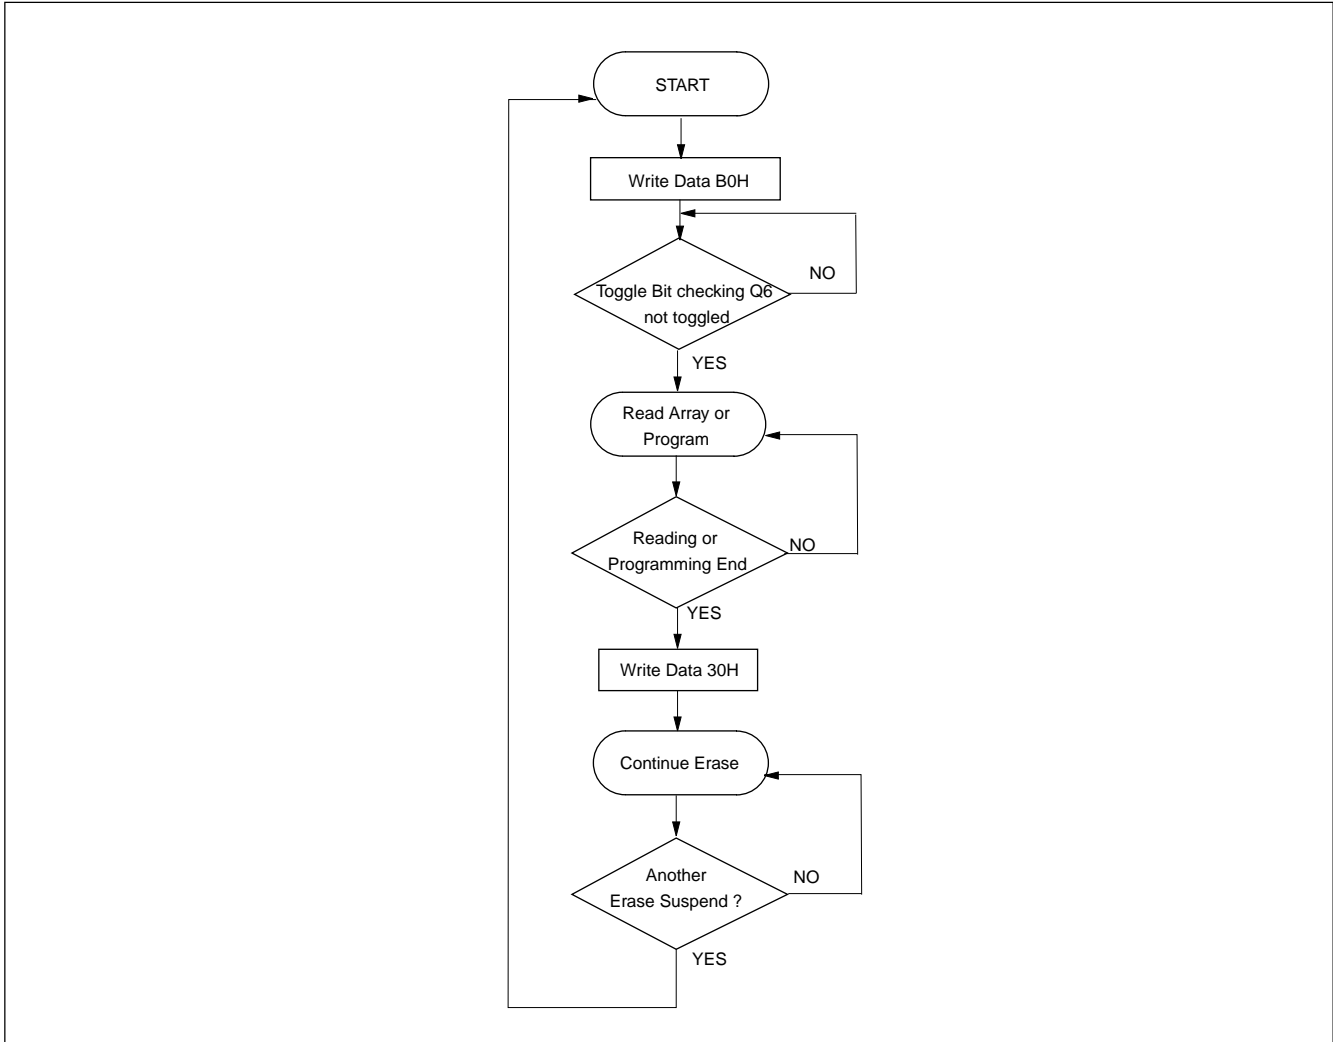 START
Write Data B0H
NO
Toggle Bit checking Q6
not toggled
YES
Read Array or
Program
Reading or
NO
Programming End
YES
Write Data 30H
Continue Erase
Another
NO
Erase Suspend ?
YES